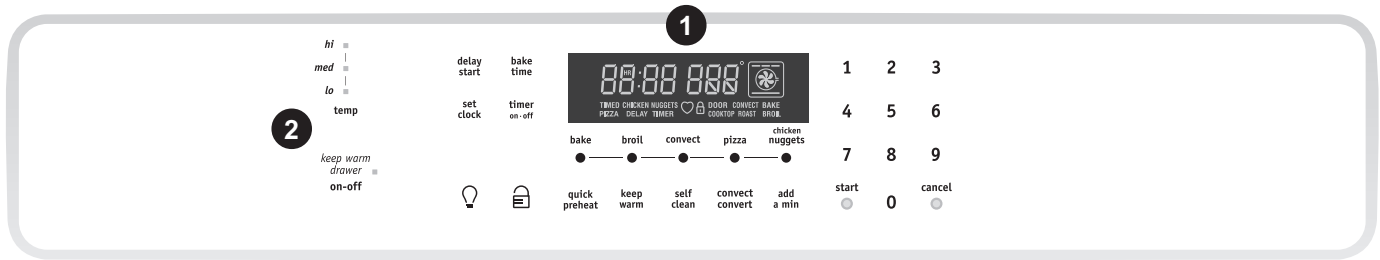 1
hi
med
lo
temp
2
keep warm
drawer
on-off
delay
start
bake
time
set
clock
timer
on·off
88:88 888°
HR
TIMED CHICKEN NUGGETS DOOR CONVECT BAKE
PIZZA DELAY TIMER COOKTOP ROAST BROIL
bake
broil
convect
pizza
chicken
nuggets
quick
preheat
keep
warm
self
clean
convect
convert
add
a min
1 2 3
4 5 6
7 8 9
start
0
cancel